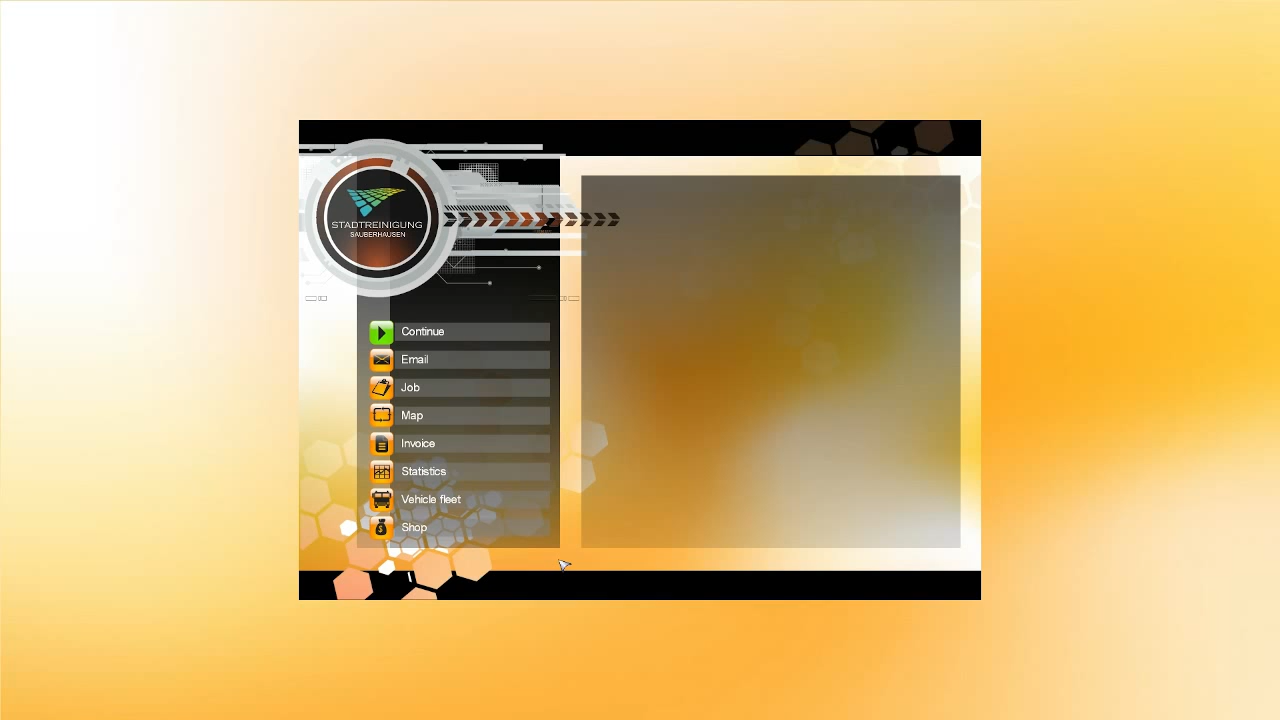 STADTREINIGUNG
SAUBERHAUSEN
Continue
Email
Job
Map
Invoice
Statistics
Vehicle fleet
Shop